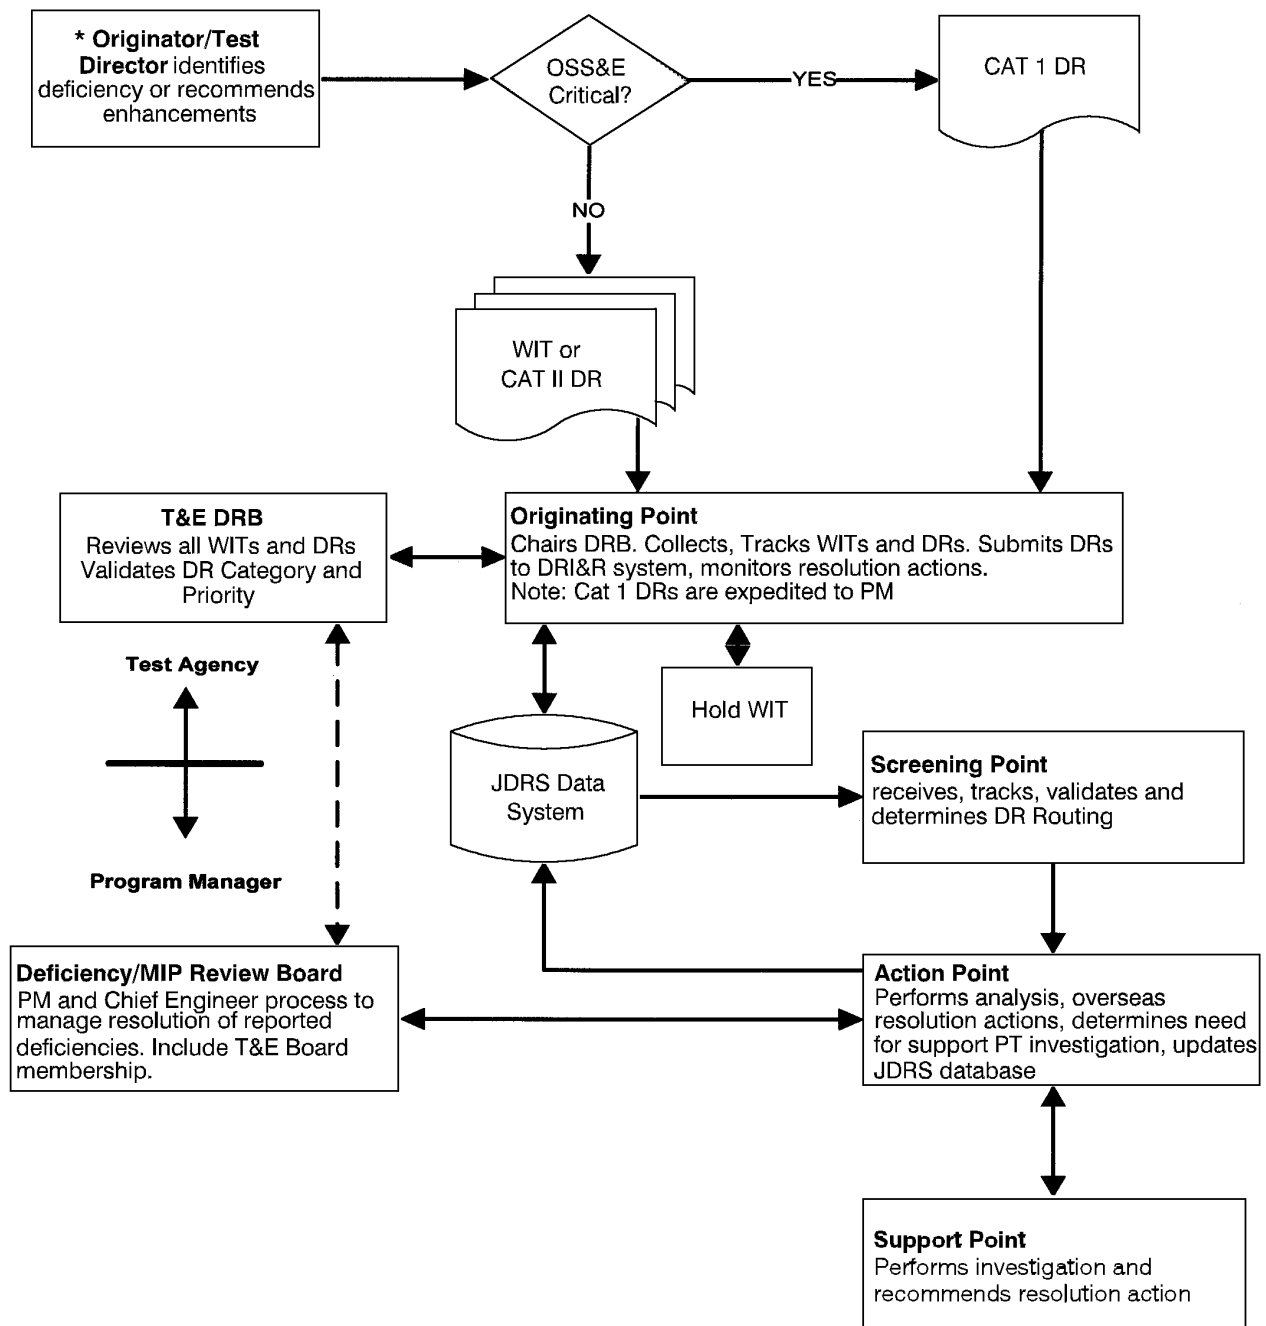 * Originator/Test
Director identifies
deficiency or recommends
enhancements
OSS&E
Critical?
YES
CAT 1 DR
NO
WIT or
CAT II DR
T&E DRB
Reviews all WITs and DRs
Validates DR Category and
Priority
Originating Point
Chairs DRB. Collects, Tracks WITs and DRs. Submits DRs
to DRI&R system, monitors resolution actions.
Note: Cat 1 DRs are expedited to PM
Test Agency
Program Manager
Hold WIT
JDRS Data
System
Screening Point
receives, tracks, validates and
determines DR Routing
Deficiency/MIP Review Board
PM and Chief Engineer process to
manage resolution of reported
deficiencies. Include T&E Board
membership.
Action Point
Performs analysis, overseas
resolution actions, determines need
for support PT investigation, updates
JDRS database
Support Point
Performs investigation and
recommends resolution action